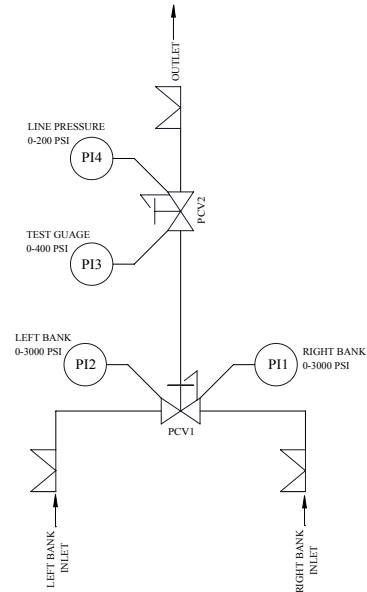 OUTLET
LINE PRESSURE
0-200 PSI
PI4
PCV2
TEST GUAGE
0-400 PSI
PI3
LEFT BANK
0-3000 PSI
PI2
PI1
RIGHT BANK
0-3000 PSI
PCV1
LEFT BANK
INLET
RIGHT BANK
INLET